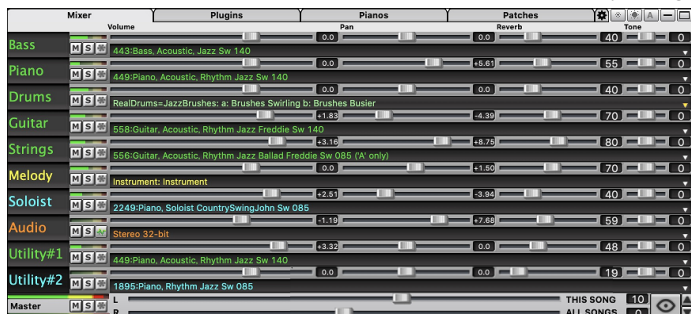 Mixer Plugins Pianos Patches A
Volume Pan Reverb Tone
Bass 0.0 0.0 40 0
M S 443:Bass, Acoustic, Jazz Sw 140
Piano 0.0 +5.61 55 0
M S 449:Piano, Acoustic, Rhythm Jazz Sw 140
Drums 0.0 0.0 40 0
M S RealDrums=JazzBrushes: a: Brushes Swirling b: Brushes Busier
Guitar +1.83 -4.39 70 0
M S 558:Guitar, Acoustic, Rhythm Jazz Freddie Sw 140
Strings +3.16 +8.75 80 0
M S 556:Guitar, Acoustic, Rhythm Jazz Ballad Freddie Sw 085 ('A' only)
Melody 0.0 +1.50 70 0
M S Instrument: Instrument
Soloist +2.51 -3.94 40 0
M S 2249:Piano, Soloist CountrySwingJohn Sw 085
Audio -1.19 +7.68 59 0
M S Stereo 32-bit
Utility#1 +3.32 0.0 48 0
M S 449:Piano, Acoustic, Rhythm Jazz Sw 140
Utility#2 0.0 0.0 19 0
M S 1895:Piano, Rhythm Jazz Sw 085
Master M S L THIS SONG 10
R ALL SONGS 0